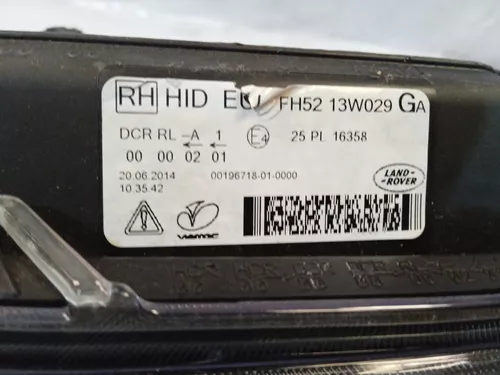 RH HID EU FH52 13W029 GA
DCR RL -A 1 E4 25 PL 16358
00 00 02 01
20.06.2014 00196718-01-0000
10.35.42
LAND-
ROVER